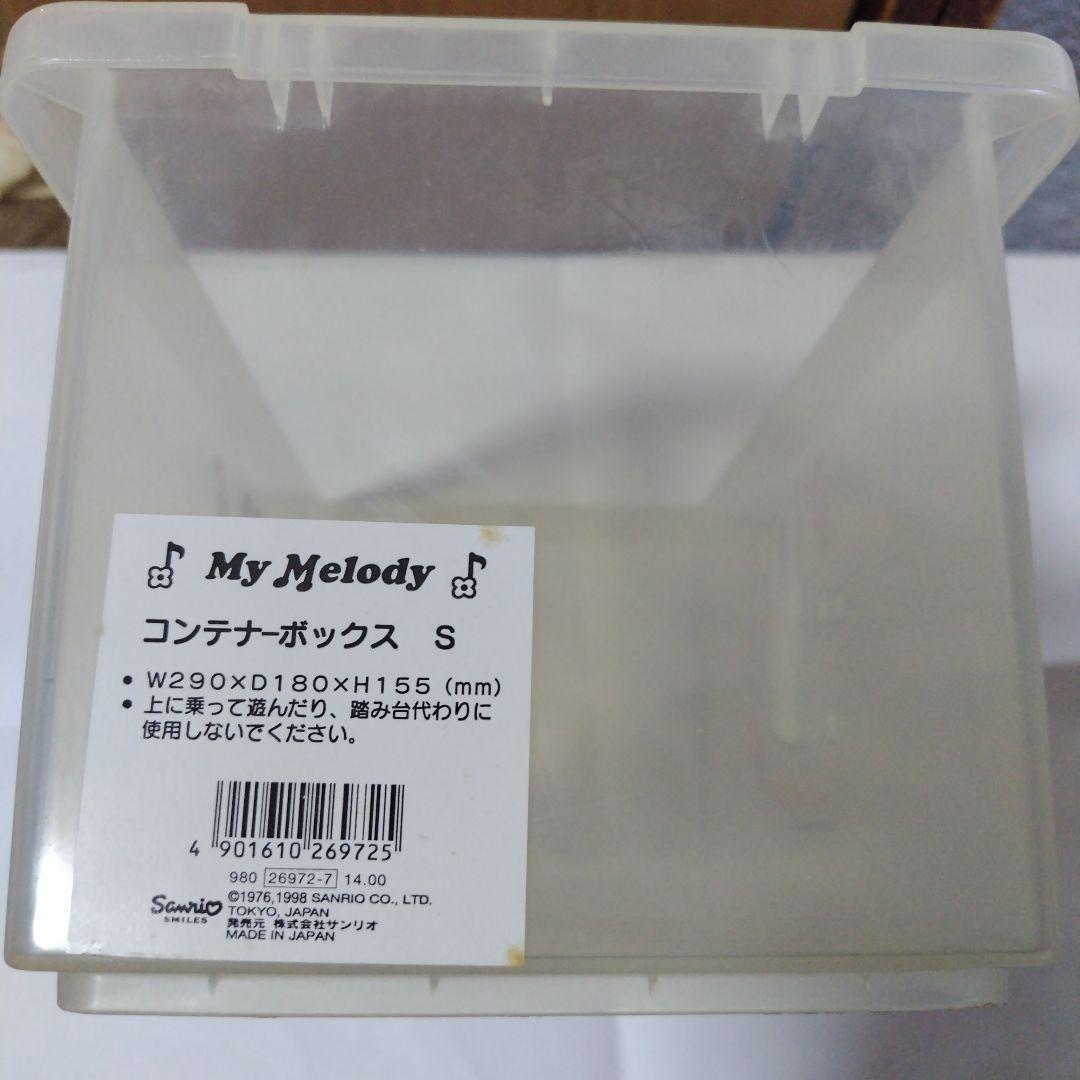 My Melody
コンテナーボックス S
• W290×D180×H155(mm)
• 上に乗って遊んだり、踏み台代わりに
使用しないでください。
4 901610 269725
980 26972-7 14.00
Sanrio
SMILES
©1976,1998 SANRIO CO., LTD.
TOKYO, JAPAN
発売元 株式会社サンリオ
MADE IN JAPAN